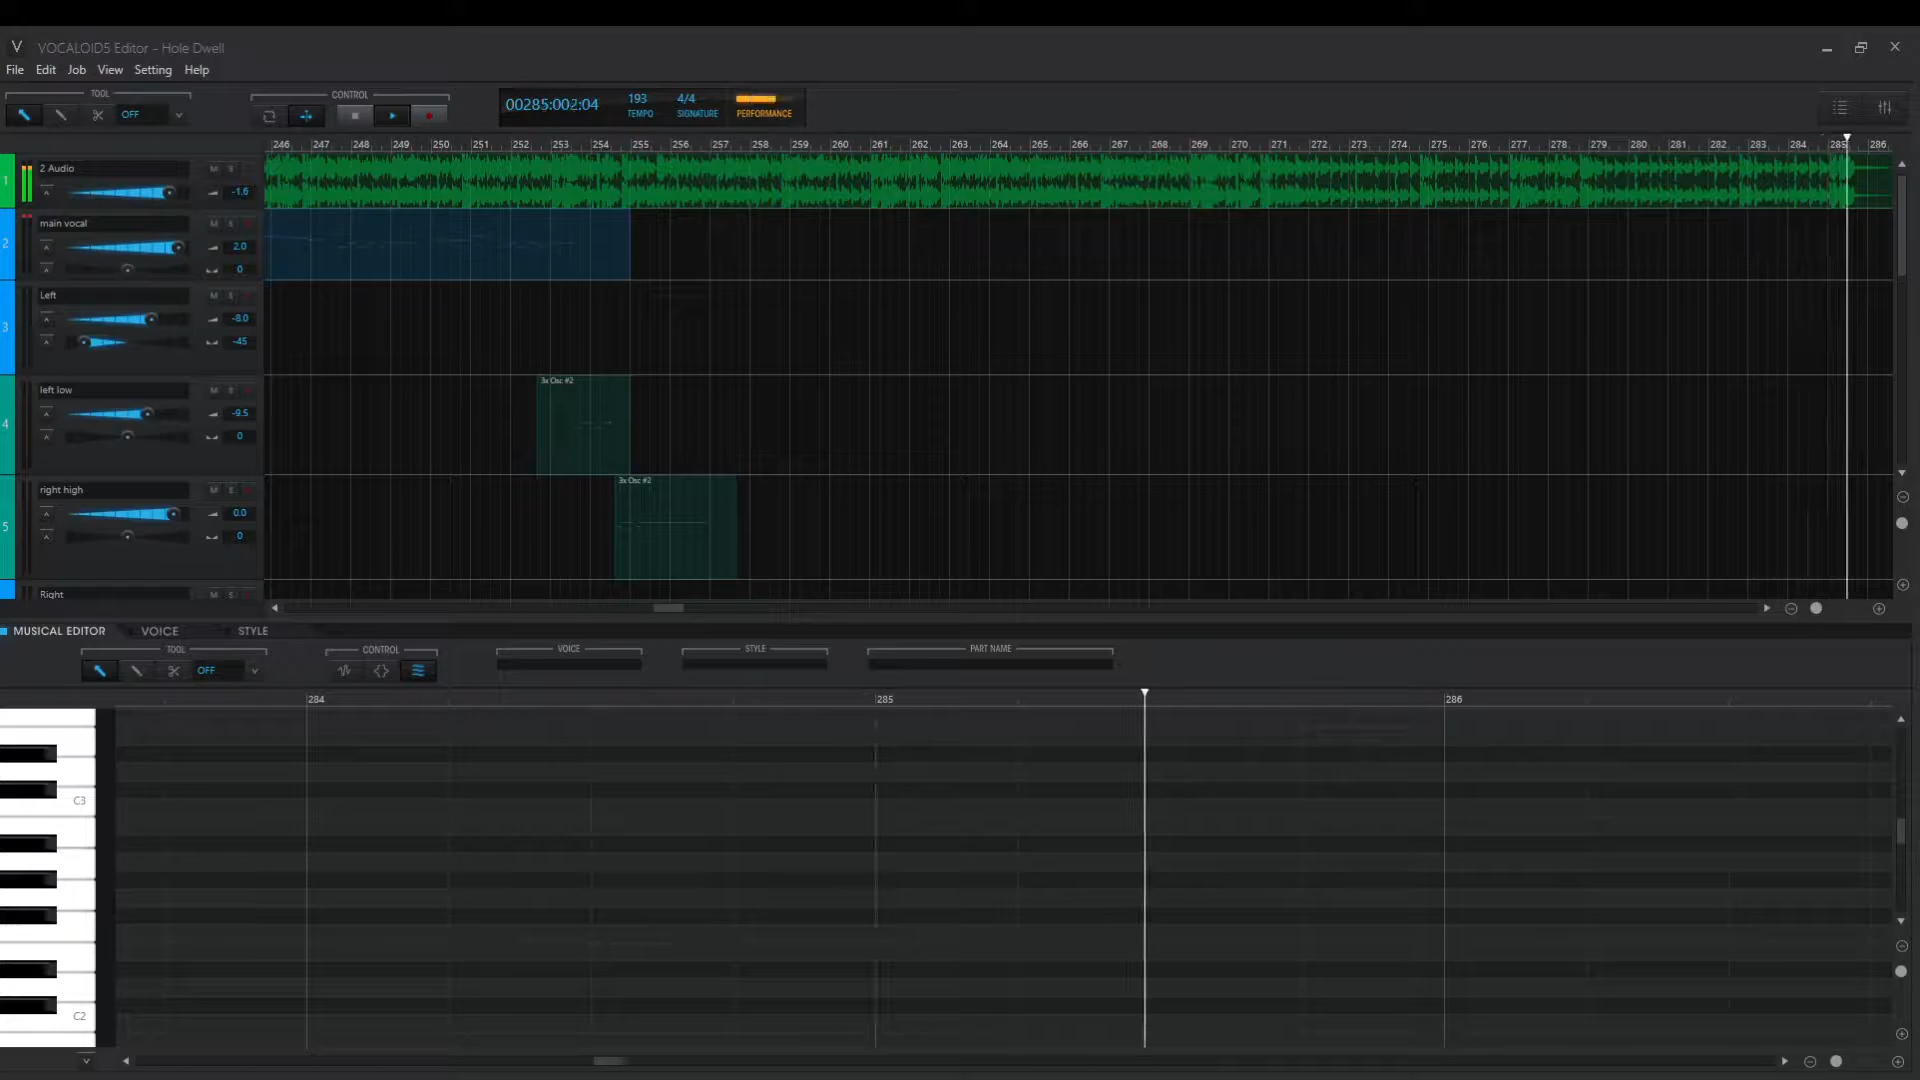 VOCALOID5 Editor – Hole Dwell
File Edit Job View Setting Help
TOOL
OFF
CONTROL
00285:002:04
193 TEMPO
4/4 SIGNATURE
PERFORMANCE
246 247 248 249 250 251 252 253 254 255 256 257 258 259 260 261 262 263 264 265 266 267 268 269 270 271 272 273 274 275 276 277 278 279 280 281 282 283 284 285 286
1 2 Audio M S
-1.6
2 main vocal M S
2.0
0
3 Left M S
-8.0
-45
4 left low M S
-9.5
0
3x Osc #2
5 right high M S
0.0
0
3x Osc #2
Right M S
MUSICAL EDITOR VOICE STYLE
TOOL
OFF
CONTROL
VOICE
STYLE
PART NAME
284 285 286
C3
C2